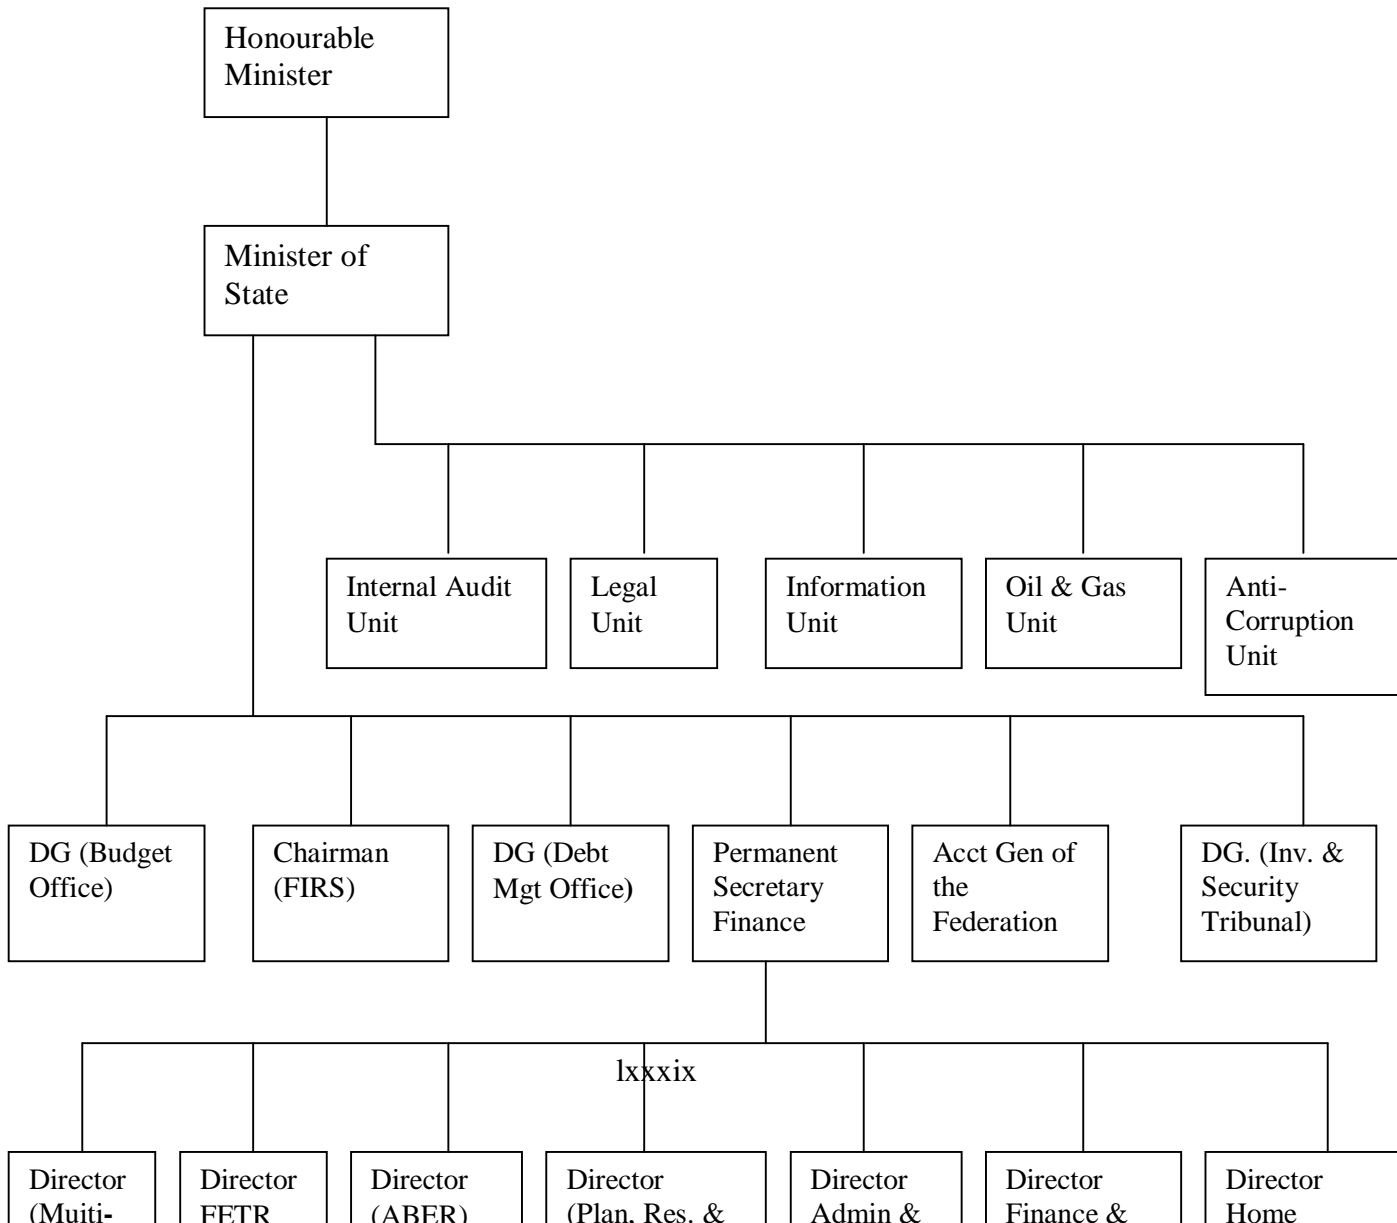 Honourable
Minister
Minister of
State
Internal Audit
Unit
Legal
Unit
Information
Unit
Oil & Gas
Unit
Anti-
Corruption
Unit
DG (Budget
Office)
Chairman
(FIRS)
DG (Debt
Mgt Office)
Permanent
Secretary
Finance
Acct Gen of
the
Federation
DG. (Inv. &
Security
Tribunal)
lxxxix
Director
(Muiti-
Director
FETR
Director
(ABER)
Director
(Plan, Res. &
Director
Admin &
Director
Finance &
Director
Home